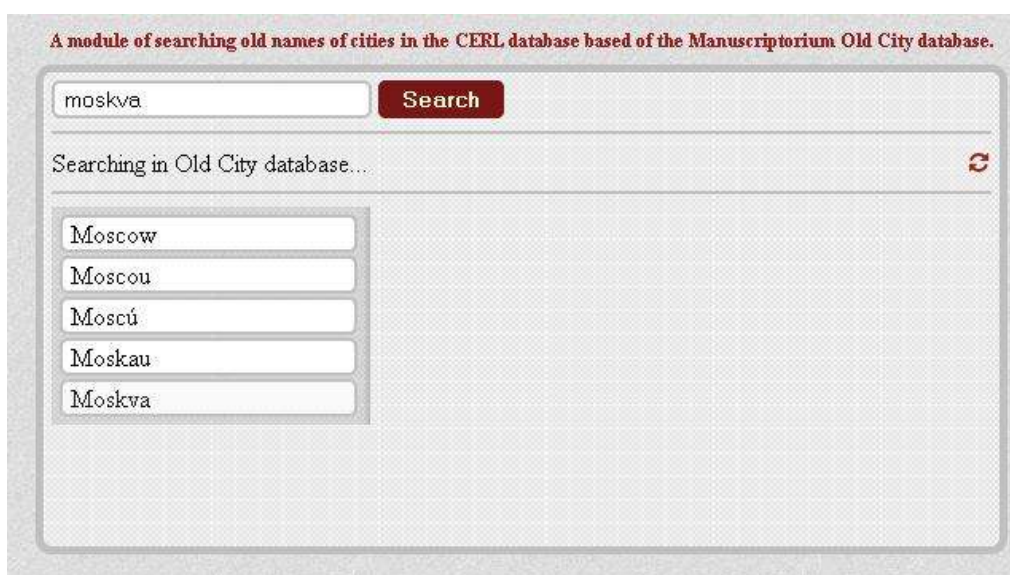 A module of searching old names of cities in the CERL database based of the Manuscriptorium Old City database.
moskva Search
Searching in Old City database...
Moscow
Moscou
Moscú
Moskau
Moskva